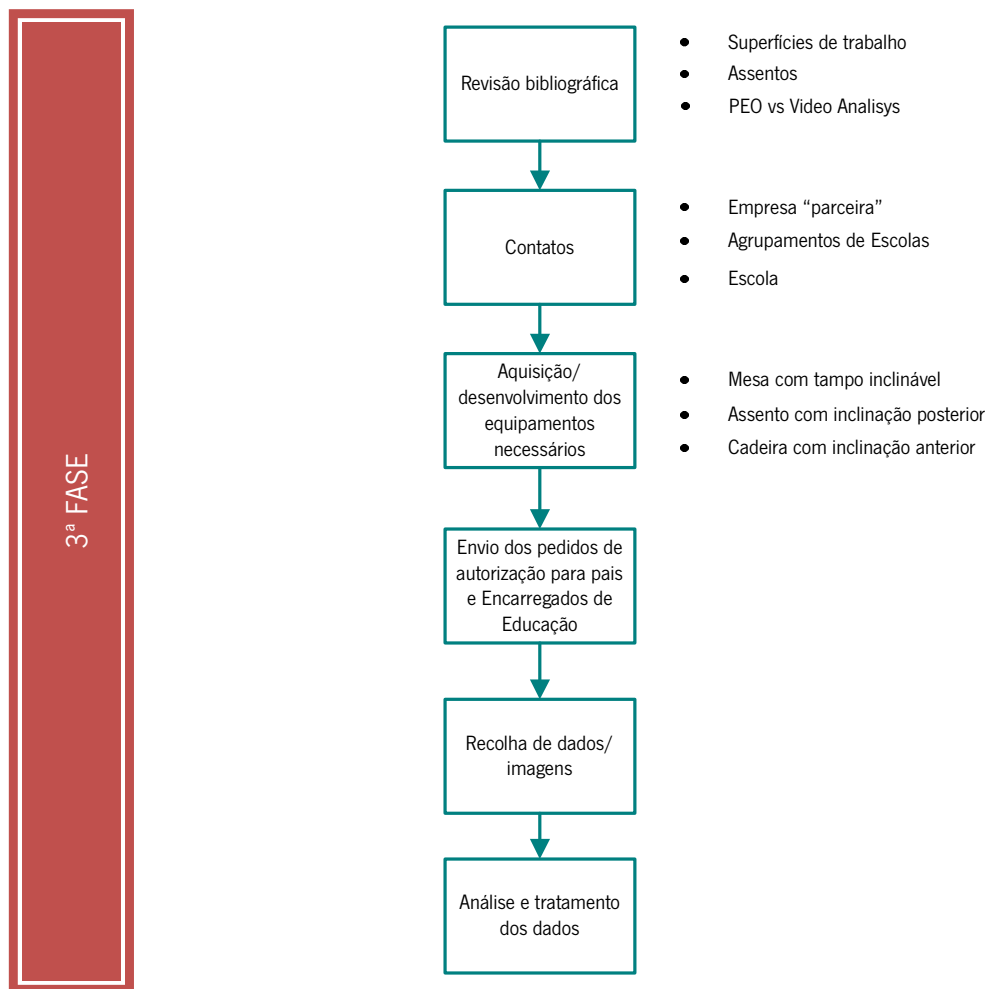 3ª FASE
Revisão bibliográfica
• Superfícies de trabalho
• Assentos
• PEO vs Video Analisys
Contatos
• Empresa “parceira”
• Agrupamentos de Escolas
• Escola
Aquisição/
desenvolvimento dos
equipamentos
necessários
• Mesa com tampo inclinável
• Assento com inclinação posterior
• Cadeira com inclinação anterior
Envio dos pedidos de
autorização para pais
e Encarregados de
Educação
Recolha de dados/
imagens
Análise e tratamento
dos dados